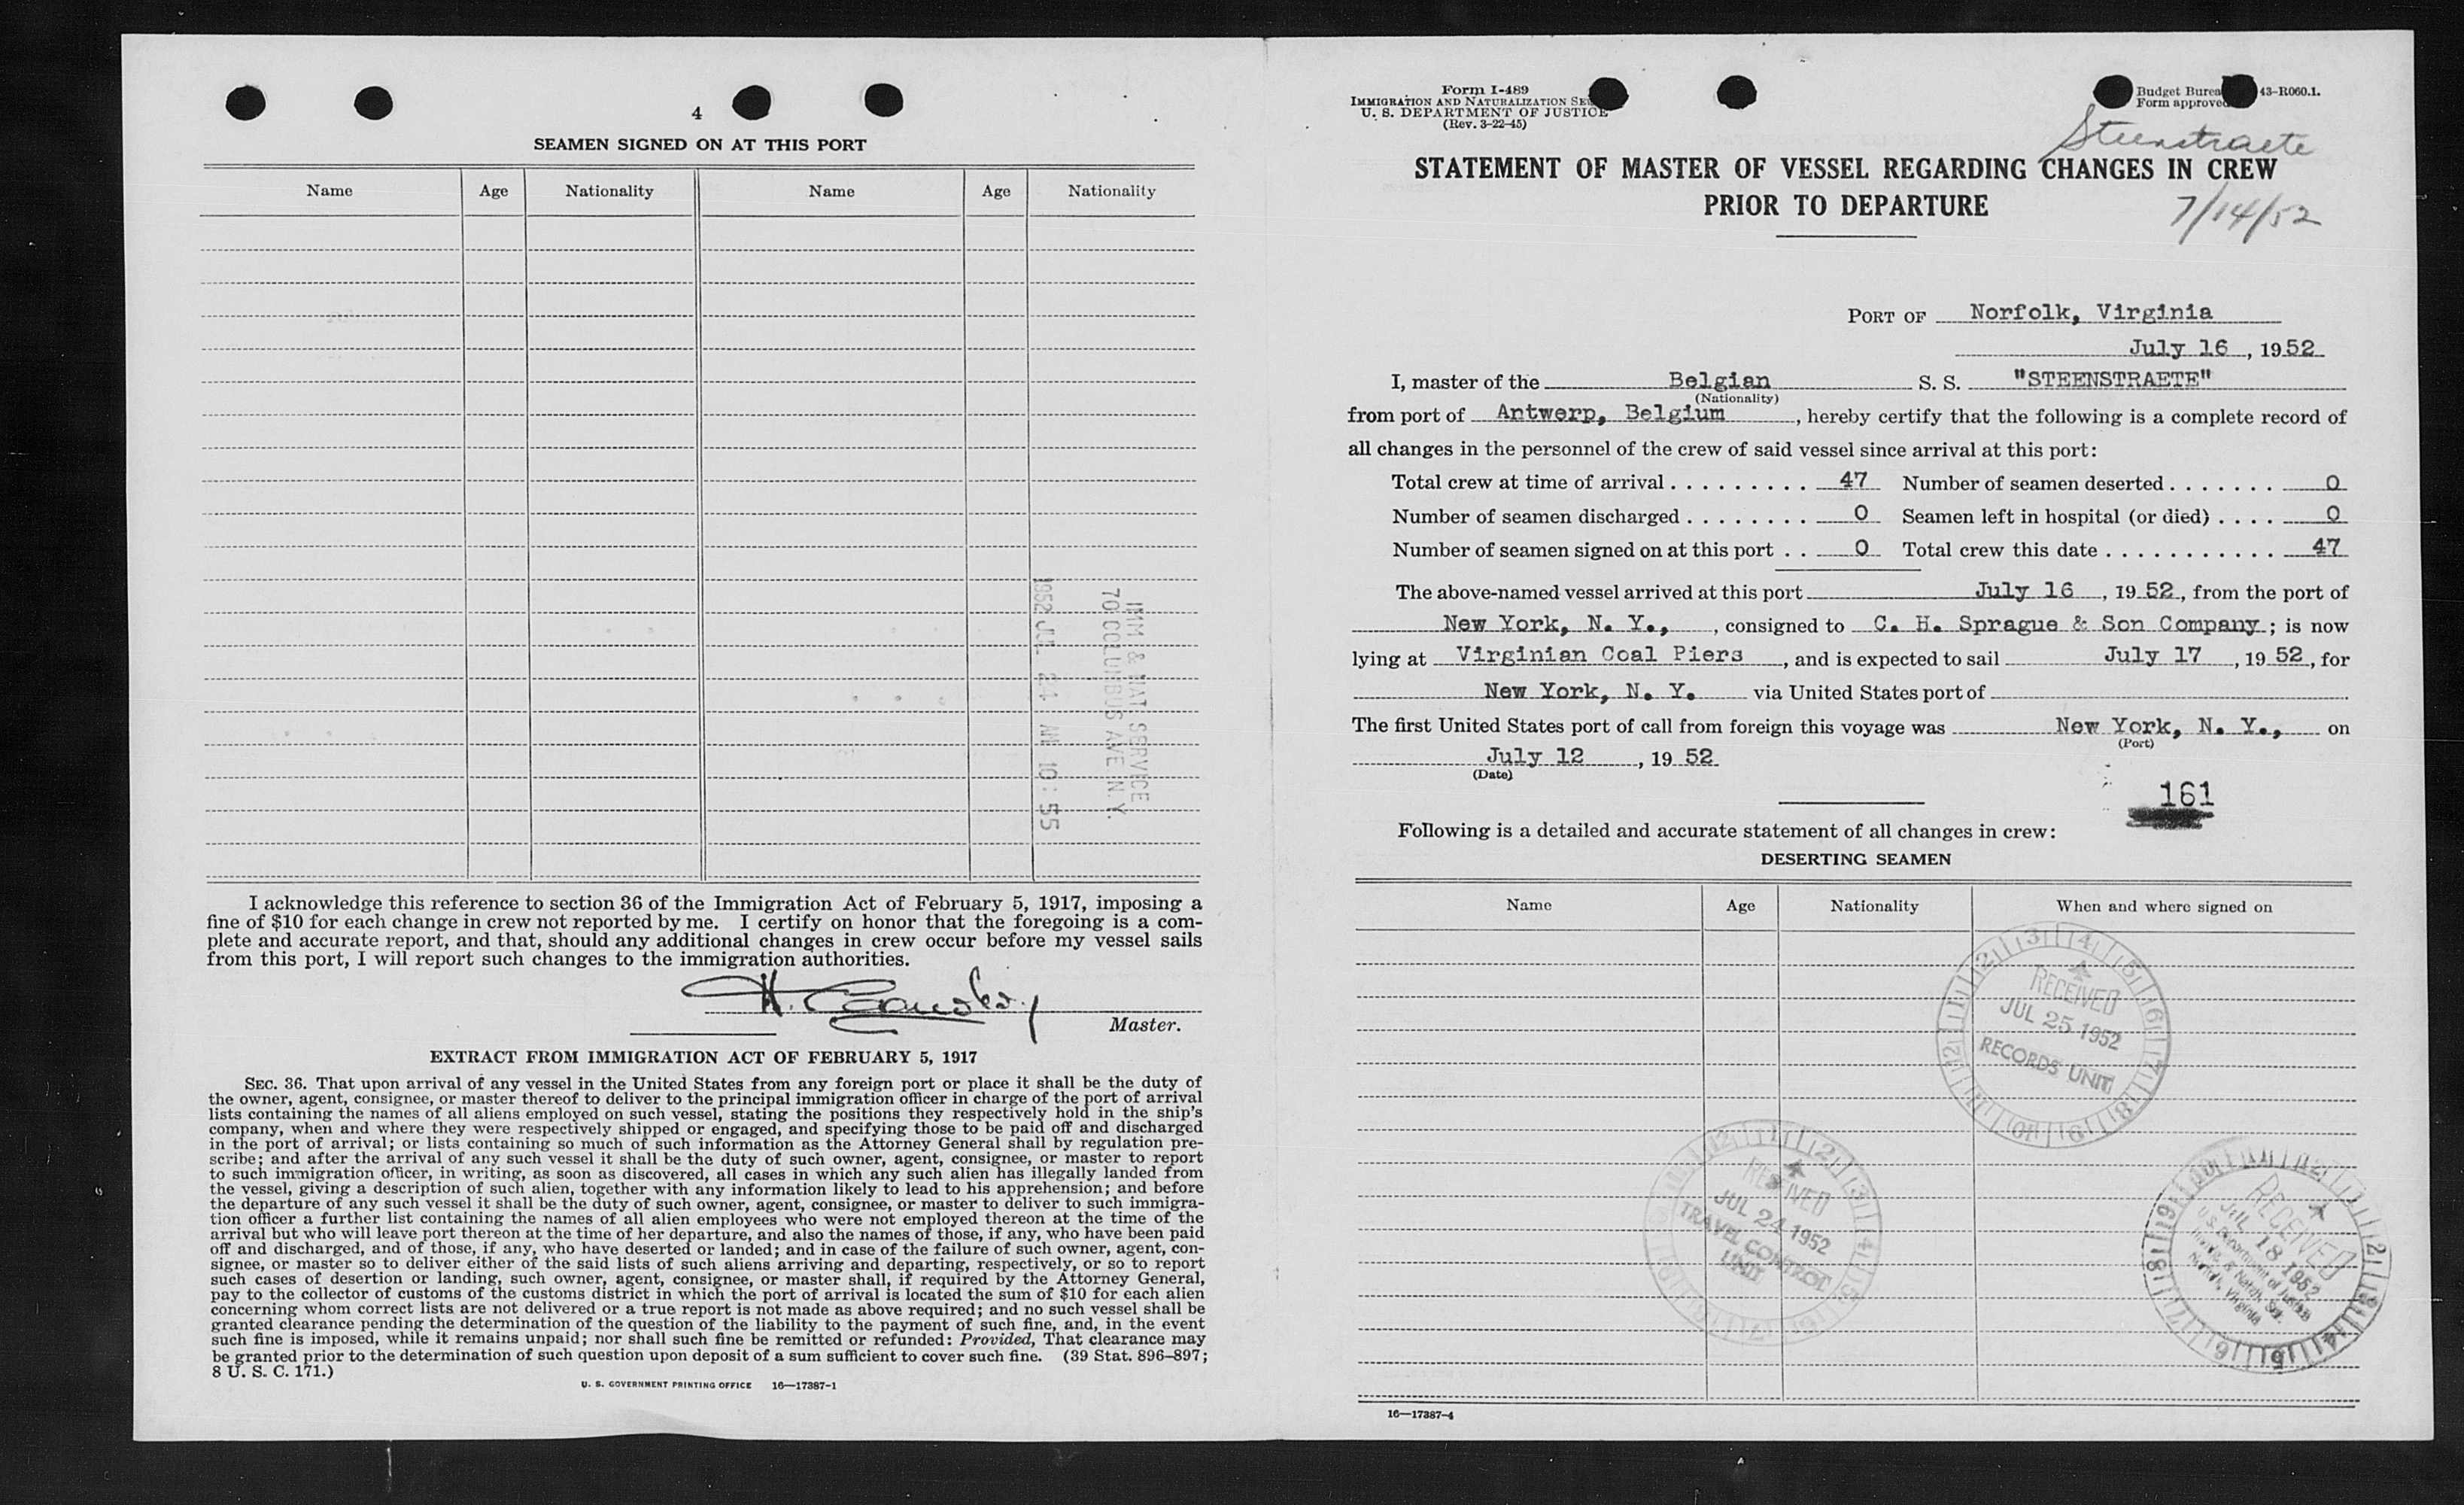 4
SEAMEN SIGNED ON AT THIS PORT
Name Age Nationality Name Age Nationality
IMM & NAT SERVICE
70 COLUMBUS AVE N.Y.
1952 JUL 24 AM 10:55
I acknowledge this reference to section 36 of the Immigration Act of February 5, 1917, imposing a
fine of $10 for each change in crew not reported by me. I certify on honor that the foregoing is a com-
plete and accurate report, and that, should any additional changes in crew occur before my vessel sails
from this port, I will report such changes to the immigration authorities.
Master.
EXTRACT FROM IMMIGRATION ACT OF FEBRUARY 5, 1917
SEC. 36. That upon arrival of any vessel in the United States from any foreign port or place it shall be the duty of
the owner, agent, consignee, or master thereof to deliver to the principal immigration officer in charge of the port of arrival
lists containing the names of all aliens employed on such vessel, stating the positions they respectively hold in the ship's
company, when and where they were respectively shipped or engaged, and specifying those to be paid off and discharged
in the port of arrival; or lists containing so much of such information as the Attorney General shall by regulation pre-
scribe; and after the arrival of any such vessel it shall be the duty of such owner, agent, consignee, or master to report
to such immigration officer, in writing, as soon as discovered, all cases in which any such alien has illegally landed from
the vessel, giving a description of such alien, together with any information likely to lead to his apprehension; and before
the departure of any such vessel it shall be the duty of such owner, agent, consignee, or master to deliver to such immigra-
tion officer a further list containing the names of all alien employees who were not employed thereon at the time of the
arrival but who will leave port thereon at the time of her departure, and also the names of those, if any, who have been paid
off and discharged, and of those, if any, who have deserted or landed; and in case of the failure of such owner, agent, con-
signee, or master so to deliver either of the said lists of such aliens arriving and departing, respectively, or so to report
such cases of desertion or landing, such owner, agent, consignee, or master shall, if required by the Attorney General,
pay to the collector of customs of the customs district in which the port of arrival is located the sum of $10 for each alien
concerning whom correct lists are not delivered or a true report is not made as above required; and no such vessel shall be
granted clearance pending the determination of the question of the liability to the payment of such fine, and, in the event
such fine is imposed, while it remains unpaid; nor shall such fine be remitted or refunded: Provided, That clearance may
be granted prior to the determination of such question upon deposit of a sum sufficient to cover such fine. (39 Stat. 896–897;
8 U. S. C. 171.)
U. S. GOVERNMENT PRINTING OFFICE 16—17387-1
Form I-489
IMMIGRATION AND NATURALIZATION
U. S. DEPARTMENT OF JUSTICE
(Rev. 3-22-45)
Budget 43-R060.1.
Form approved
Steenstraete
STATEMENT OF MASTER OF VESSEL REGARDING CHANGES IN CREW
PRIOR TO DEPARTURE
7/14/52
PORT OF Norfolk, Virginia
July 16, 1952
I, master of the Belgian S. S. "STEENSTRAETE"
(Nationality)
from port of Antwerp, Belgium, hereby certify that the following is a complete record of
all changes in the personnel of the crew of said vessel since arrival at this port:
Total crew at time of arrival . . . . . . . . . 47 Number of seamen deserted . . . . . . . 0
Number of seamen discharged . . . . . . . . 0 Seamen left in hospital (or died) . . . . 0
Number of seamen signed on at this port . . 0 Total crew this date . . . . . . . . . . . 47
The above-named vessel arrived at this port July 16, 1952, from the port of
New York, N. Y., , consigned to C. H. Sprague & Son Company; is now
lying at Virginian Coal Piers, and is expected to sail July 17, 1952, for
New York, N. Y. via United States port of
The first United States port of call from foreign this voyage was New York, N. Y., on
(Port)
July 12, 1952
(Date)
161
Following is a detailed and accurate statement of all changes in crew:
DESERTING SEAMEN
Name Age Nationality When and where signed on
RECEIVED
JUL 25 1952
RECORDS UNIT
RECEIVED
JUL 24 1952
TRAVEL CONTROL
UNIT
RECEIVED
JUL 18 1952
U.S. Department of Justice
Norfolk, Virginia
16—17387-4